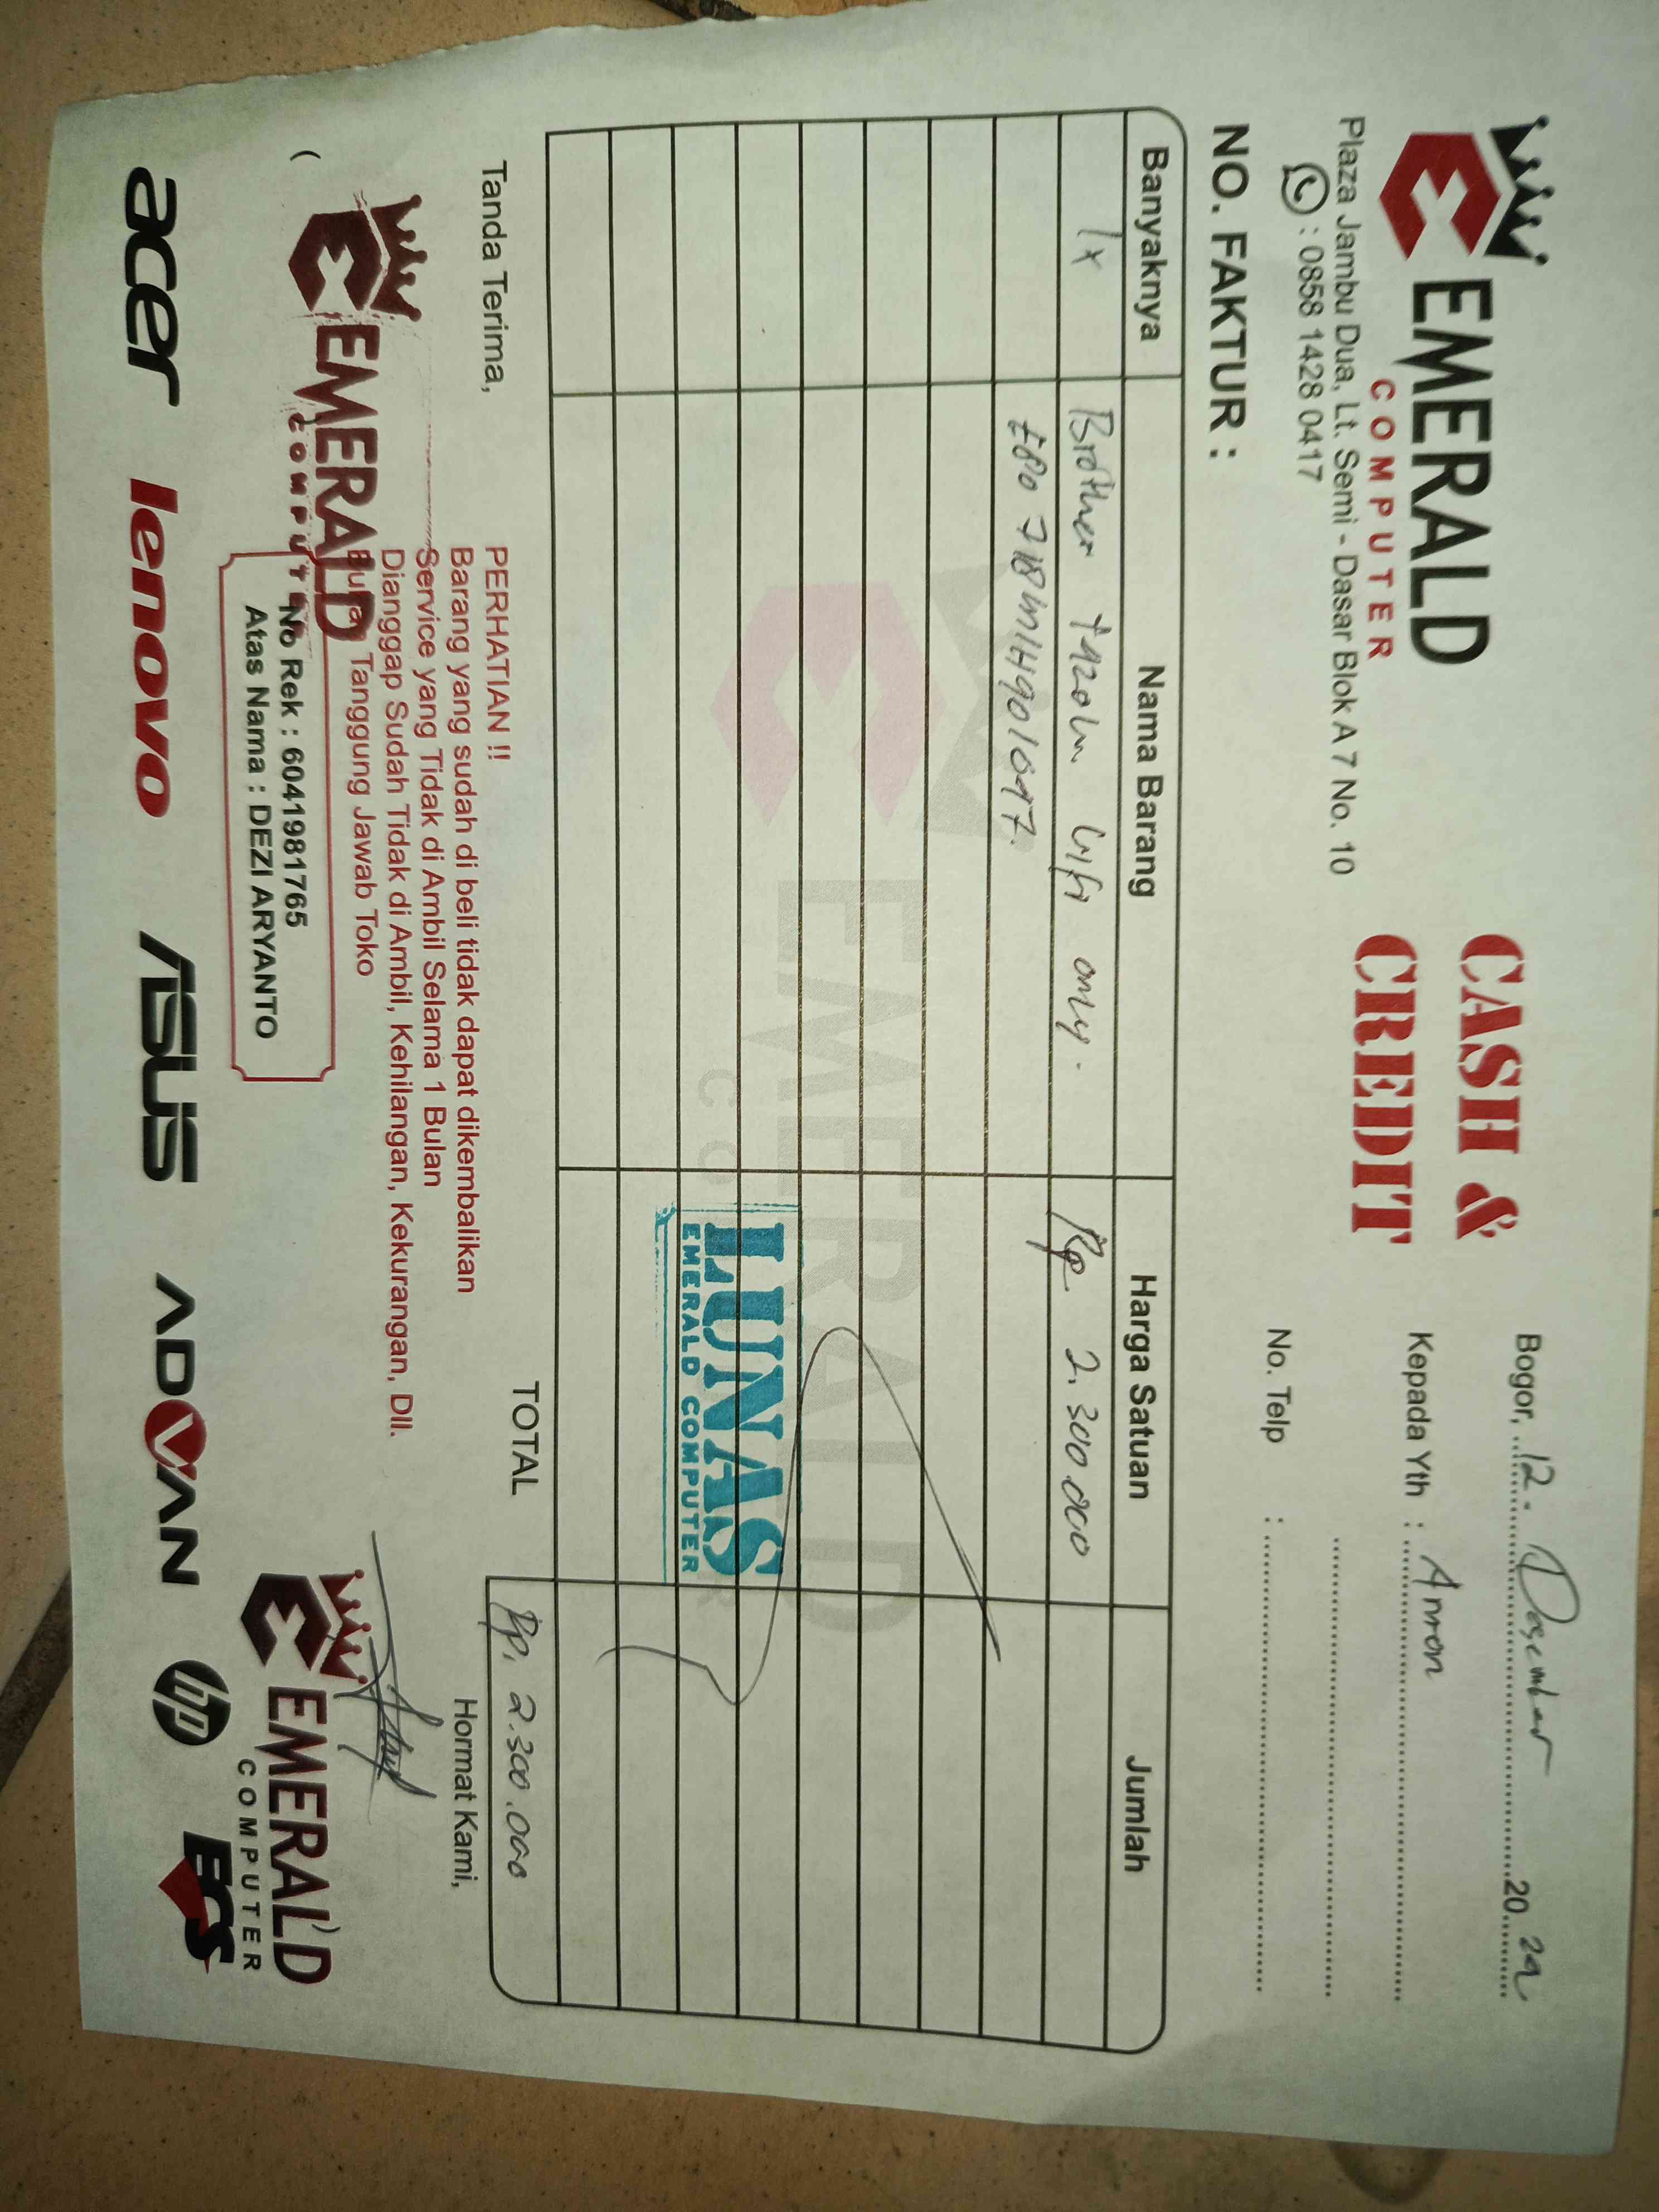 EMERALD
COMPUTER
Plaza Jambu Dua, Lt. Semi - Dasar Blok A 7 No. 10
: 0858 1428 0417
CASH &
CREDIT
Bogor, 12. Desember 20 24
Kepada Yth :
No. Telp :
NO. FAKTUR :
Banyaknya Nama Barang Harga Satuan Jumlah
1x Brother T420W Wifi only. Rp. 2.300.000
EMERALD
LUNAS
EMERALD COMPUTER
TOTAL Rp. 2.300.000
Tanda Terima,
PERHATIAN !!
Barang yang sudah di beli tidak dapat dikembalikan
Service yang Tidak di Ambil Selama 1 Bulan
Dianggap Sudah Tidak di Ambil, Kehilangan, Kekurangan, Dll.
Bukan Tanggung Jawab Toko
Hormat Kami,
EMERALD
COMPUTER
No Rek : 6041981765
Atas Nama : DEZI ARYANTO
EMERALD
COMPUTER
acer lenovo ASUS ADVAN hp ECS